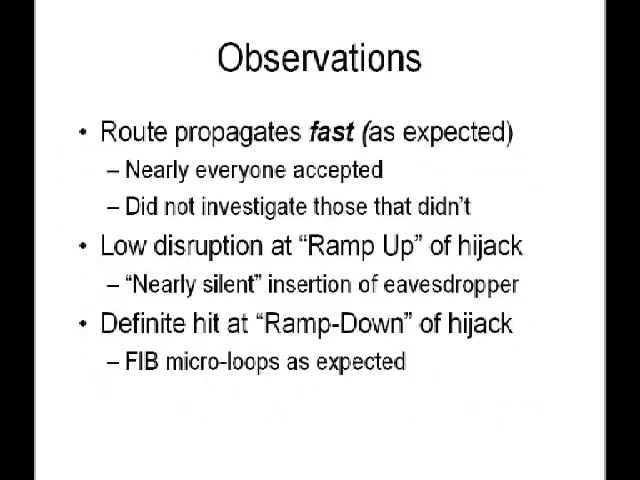 Observations
• Route propagates fast (as expected)
– Nearly everyone accepted
– Did not investigate those that didn't
• Low disruption at “Ramp Up” of hijack
– “Nearly silent” insertion of eavesdropper
• Definite hit at “Ramp-Down” of hijack
– FIB micro-loops as expected